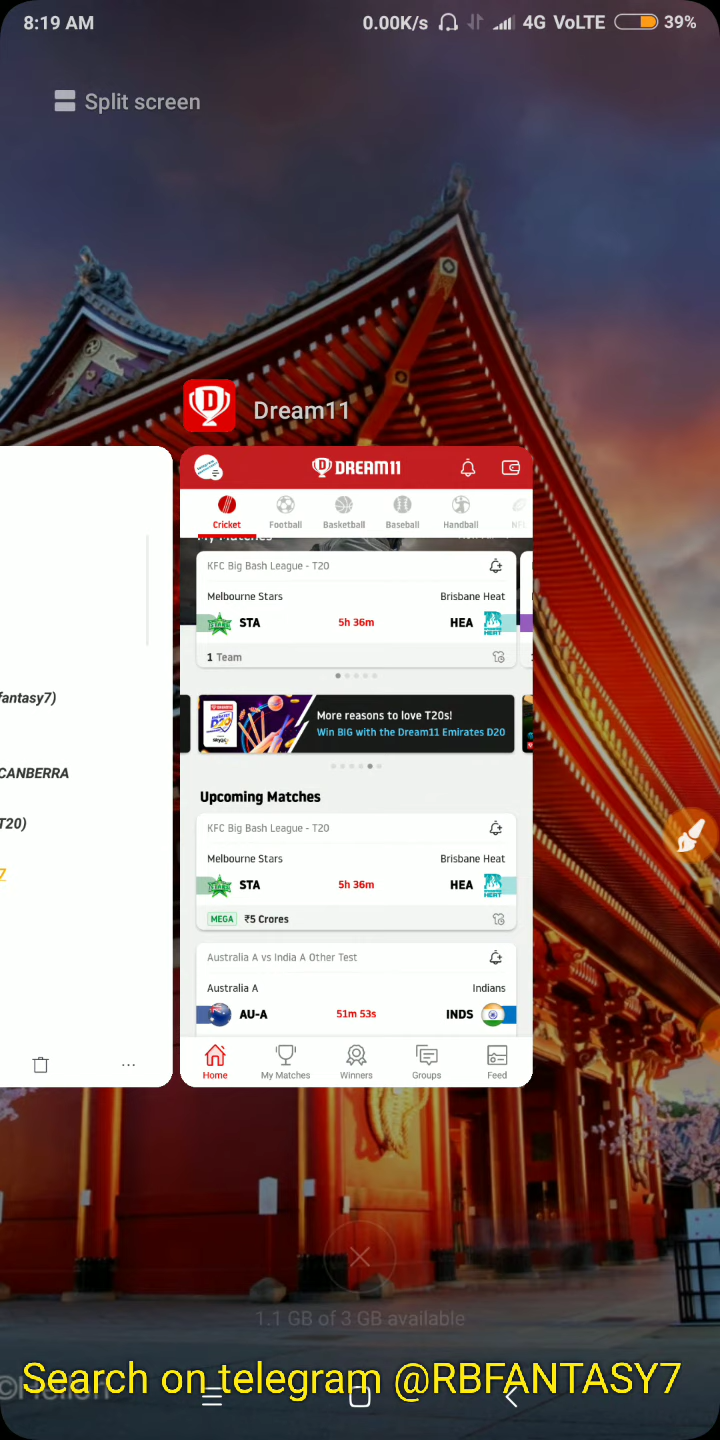 8:19 AM
0.00K/s 4G VoLTE 39%
Split screen
Dream11
DREAM11
Cricket Football Basketball Baseball Handball
My Matches
KFC Big Bash League - T20
Melbourne Stars Brisbane Heat
STA 5h 36m HEA
1 Team
fantasy7)
CANBERRA
T20)
More reasons to love T20s!
Win BIG with the Dream11 Emirates D20
Upcoming Matches
KFC Big Bash League - T20
Melbourne Stars Brisbane Heat
STA 5h 36m HEA
MEGA ₹5 Crores
Australia A vs India A Other Test
Australia A Indians
AU-A 51m 53s INDS
Home My Matches Winners Groups Feed
1.1 GB of 3 GB available
Search on telegram @RBFANTASY7